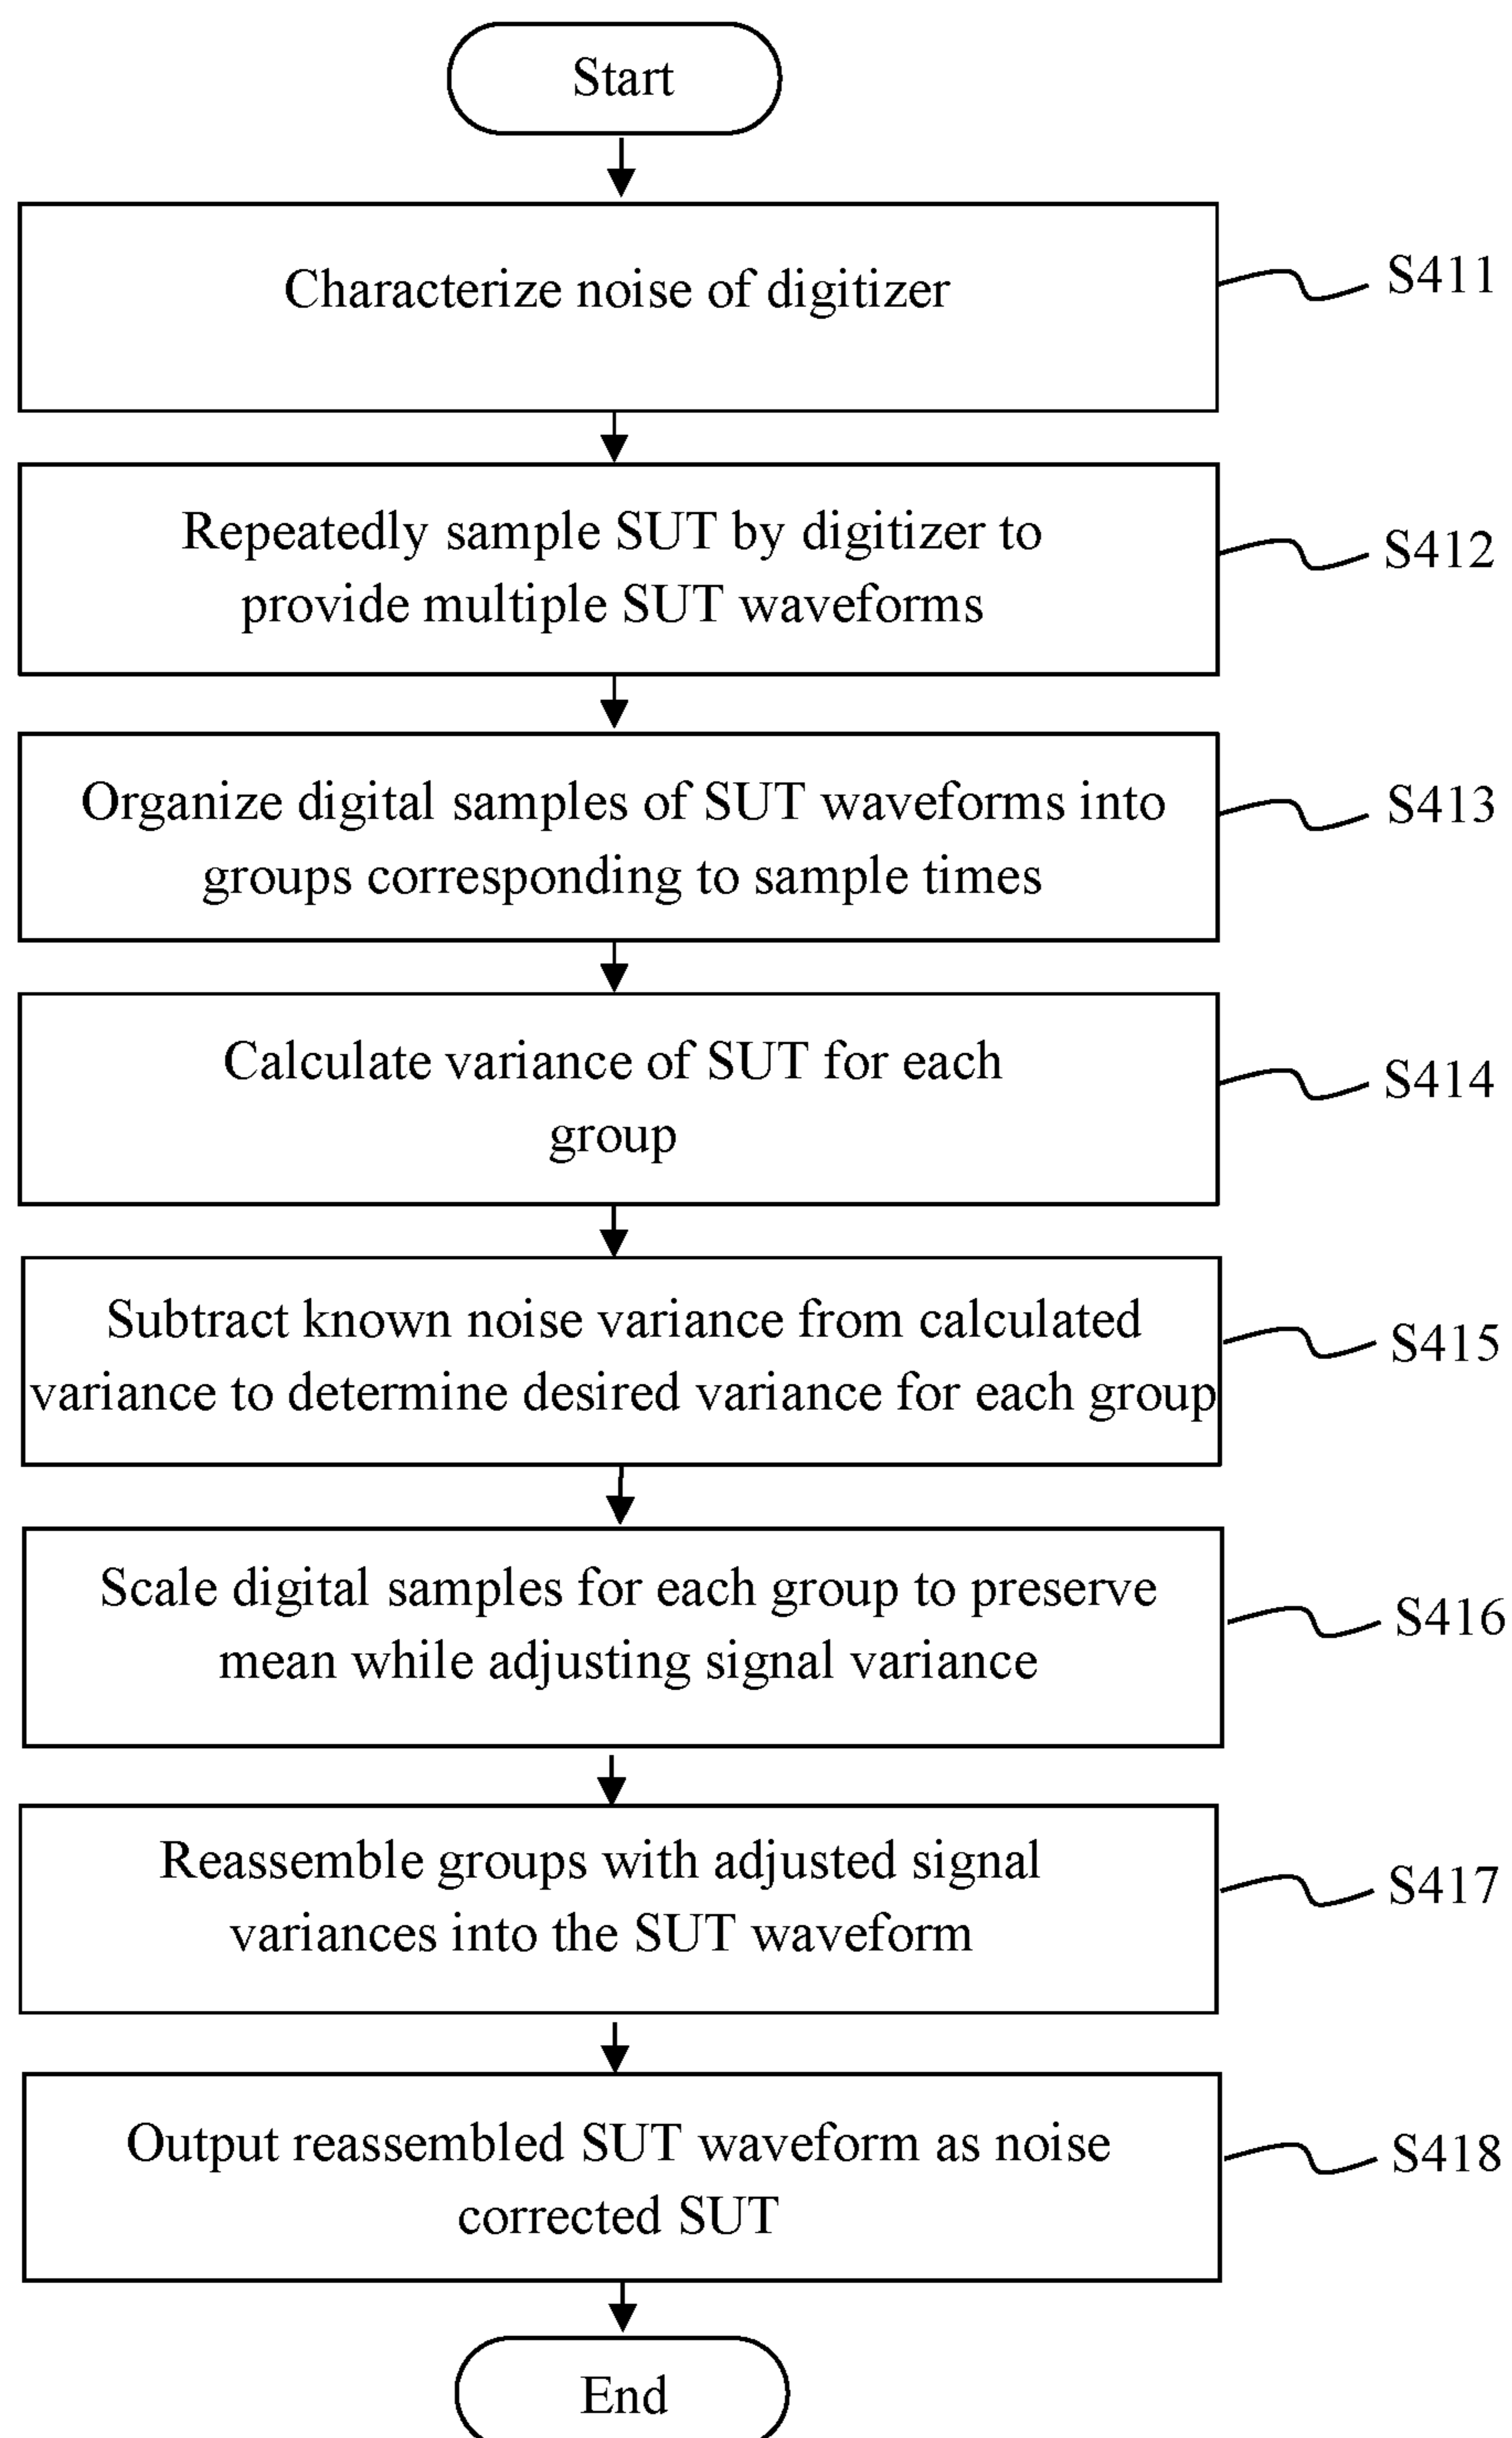 Start
Characterize noise of digitizer
S411
Repeatedly sample SUT by digitizer to
provide multiple SUT waveforms
S412
Organize digital samples of SUT waveforms into
groups corresponding to sample times
S413
Calculate variance of SUT for each
group
S414
Subtract known noise variance from calculated
variance to determine desired variance for each group
S415
Scale digital samples for each group to preserve
mean while adjusting signal variance
S416
Reassemble groups with adjusted signal
variances into the SUT waveform
S417
Output reassembled SUT waveform as noise
corrected SUT
S418
End